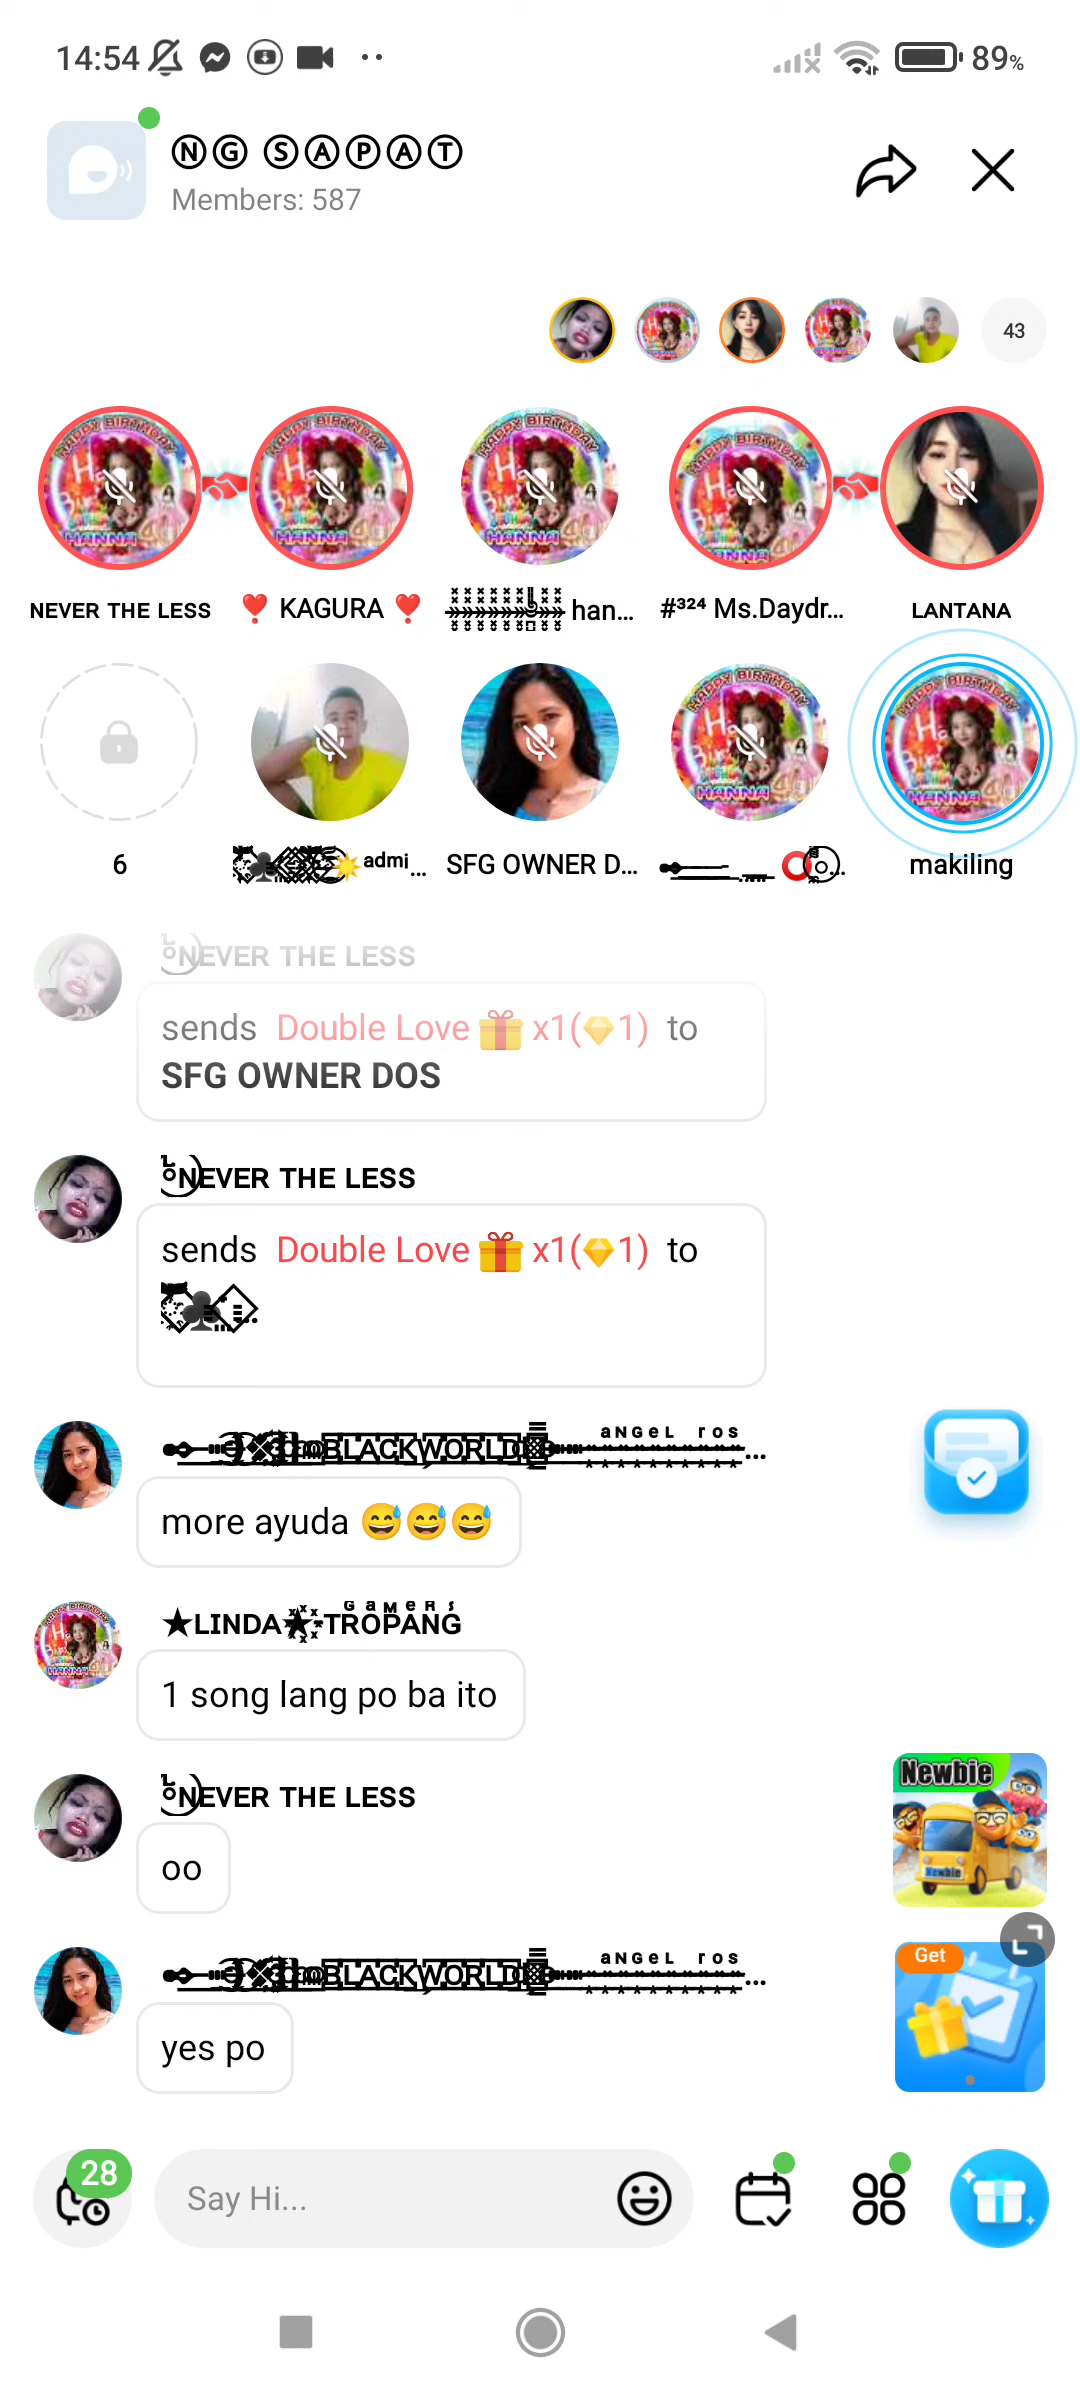 14:54
89%
ⓃⒼ ⓈⒶⓅⒶⓉ
Members: 587
43
NEVER THE LESS
❣ KAGURA ❣
han...
#³²⁴ Ms.Daydr...
LANTANA
6
ᵃᵈᵐⁱ...
SFG OWNER D...
makiling
NEVER THE LESS
sends Double Love 🎁 x1(1) to
SFG OWNER DOS
NEVER THE LESS
sends Double Love 🎁 x1(1) to
BLACKWORLD aNGeL ros...
more ayuda 😅😅😅
★LINDA★TROPANG GaMeRs
1 song lang po ba ito
NEVER THE LESS
oo
BLACKWORLD aNGeL ros...
yes po
Newbie
Newbie
Get
28
Say Hi...